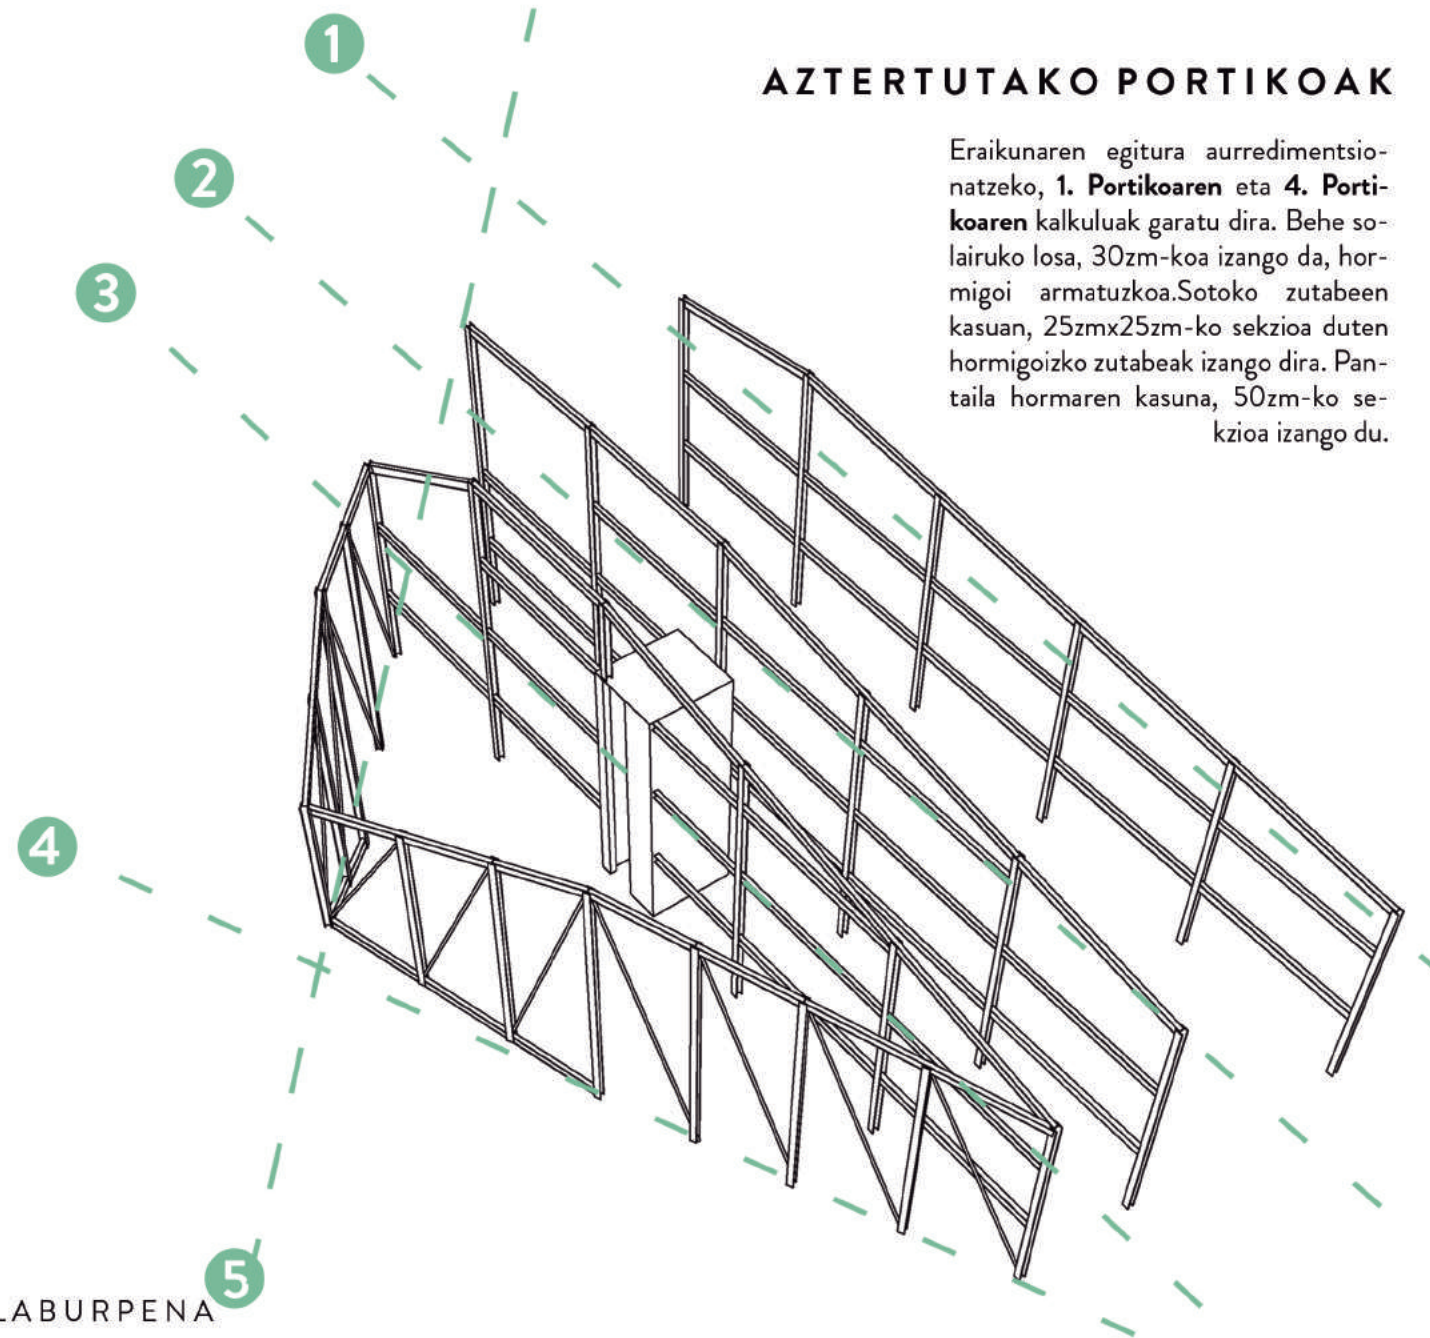 1
AZTERTUTAKO PORTIKOAK
Eraikunaren egitura aurredimentsio-
natzeko, 1. Portikoaren eta 4. Porti-
koaren kalkuluak garatu dira. Behe so-
lairuko losa, 30zm-koa izango da, hor-
migoi armatuzkoa.Sotoko zutabeen
kasuan, 25zmx25zm-ko sekzioa duten
hormigoizko zutabeak izango dira. Pan-
taila hormaren kasuna, 50zm-ko se-
kzioa izango du.
2
3
4
5
LABURPENA